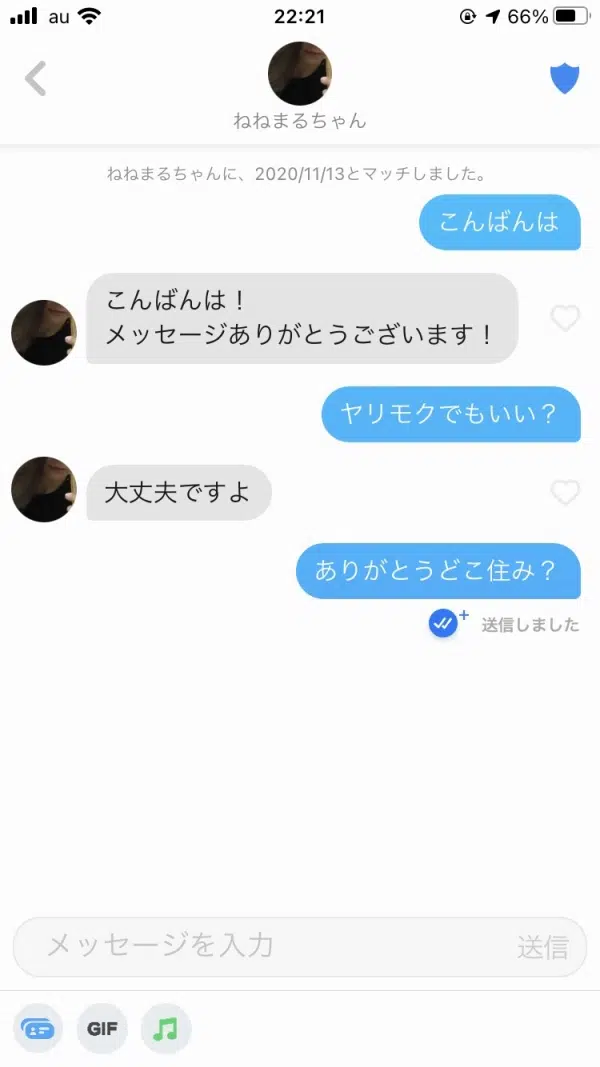 au
22:21
66%
ねねまるちゃん
ねねまるちゃんに、2020/11/13とマッチしました。
こんばんは
こんばんは！
メッセージありがとうございます！
ヤリモクでもいい？
大丈夫ですよ
ありがとうどこ住み？
送信しました
メッセージを入力
送信
GIF